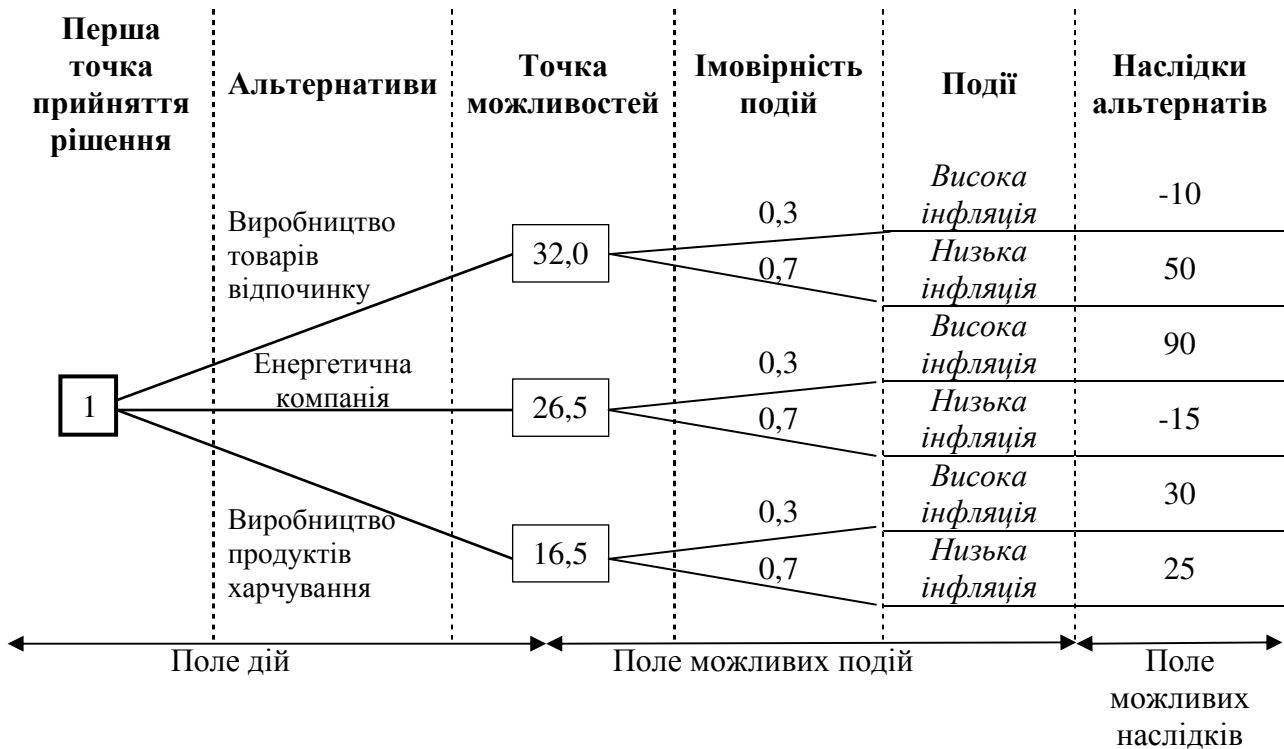 Перша
точка
прийняття
рішення
Альтернативи
Точка
можливостей
Імовірність
подій
Події
Наслідки
альтернатів
Виробництво
товарів
відпочинку
32,0
0,3
Висока
інфляція
-10
0,7
Низька
інфляція
50
1
Енергетична
компанія
26,5
0,3
Висока
інфляція
90
0,7
Низька
інфляція
-15
Виробництво
продуктів
харчування
16,5
0,3
Висока
інфляція
30
0,7
Низька
інфляція
25
Поле дій
Поле можливих подій
Поле
можливих
наслідків